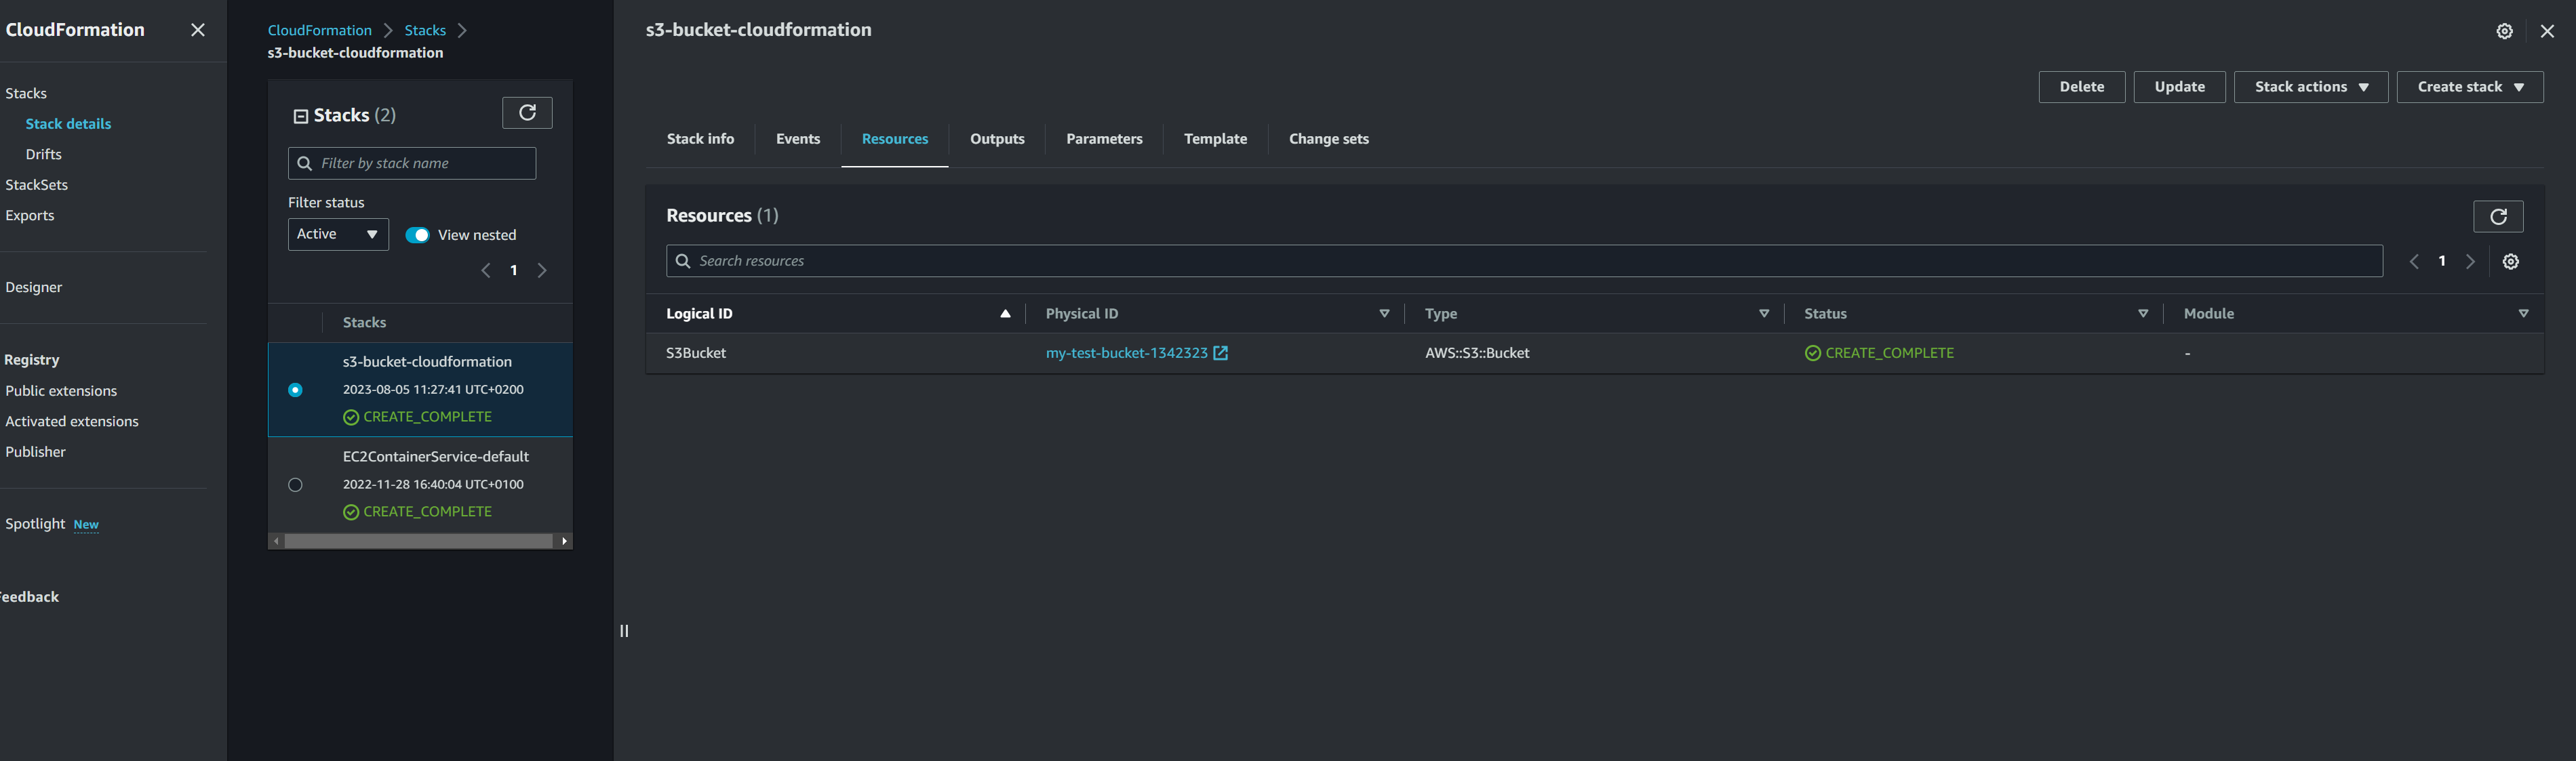 CloudFormation
Stacks
Stack details
Drifts
StackSets
Exports
Designer
Registry
Public extensions
Activated extensions
Publisher
Spotlight New
Feedback
CloudFormation > Stacks >
s3-bucket-cloudformation
Stacks (2)
Filter by stack name
Filter status
Active View nested
1
Stacks
s3-bucket-cloudformation
2023-08-05 11:27:41 UTC+0200
CREATE_COMPLETE
EC2ContainerService-default
2022-11-28 16:40:04 UTC+0100
CREATE_COMPLETE
s3-bucket-cloudformation
Delete Update Stack actions Create stack
Stack info Events Resources Outputs Parameters Template Change sets
Resources (1)
Search resources 1
Logical ID Physical ID Type Status Module
S3Bucket my-test-bucket-1342323 AWS::S3::Bucket CREATE_COMPLETE -